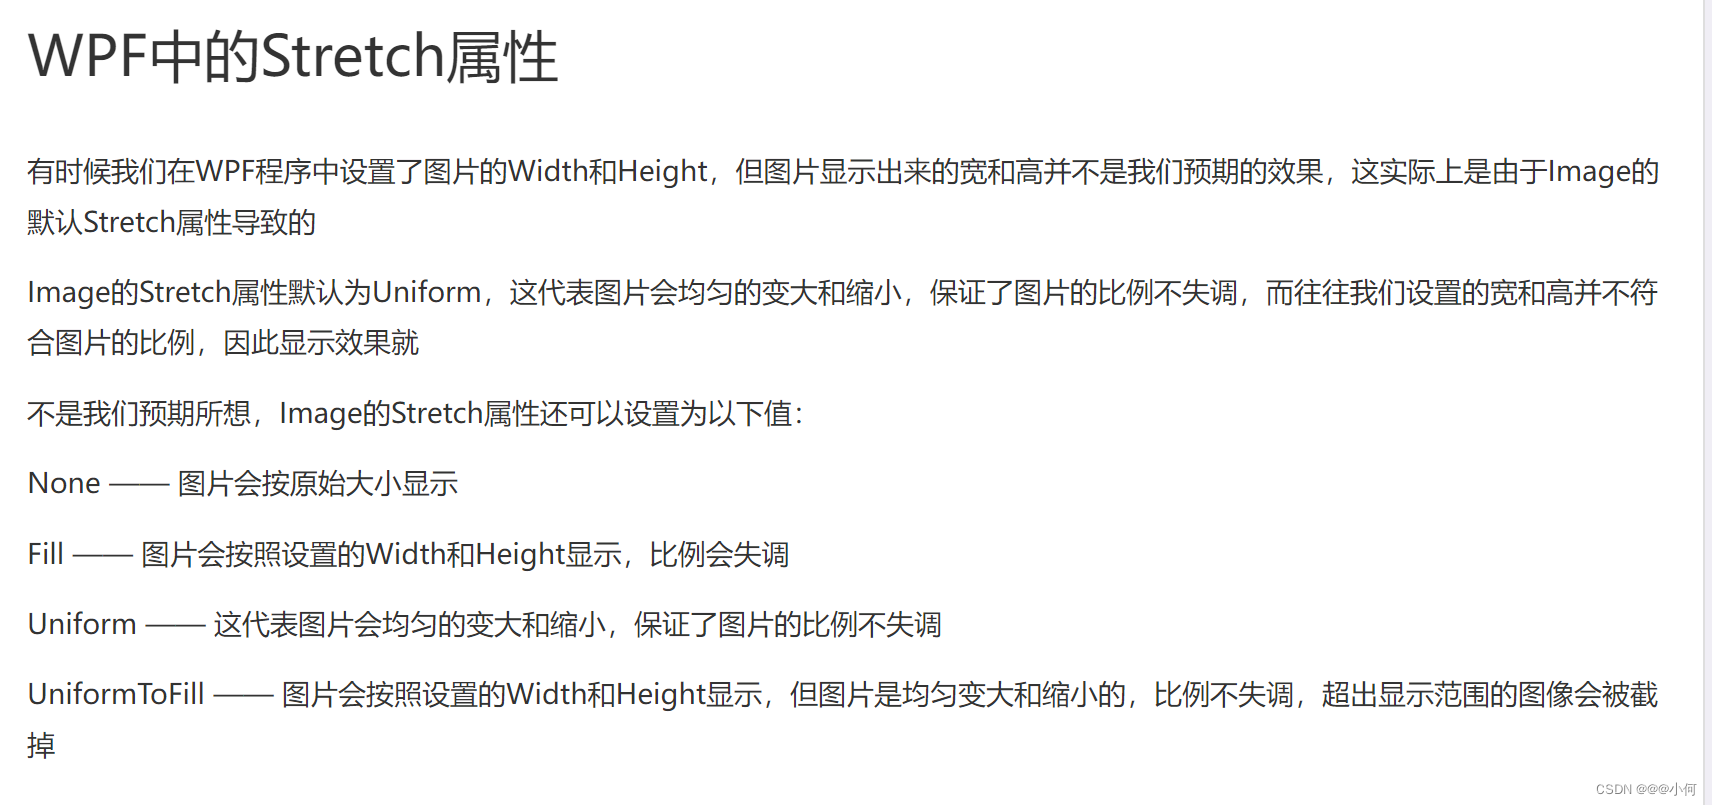 WPF中的Stretch属性
有时候我们在WPF程序中设置了图片的Width和Height，但图片显示出来的宽和高并不是我们预期的效果，这实际上是由于Image的
默认Stretch属性导致的
Image的Stretch属性默认为Uniform，这代表图片会均匀的变大和缩小，保证了图片的比例不失调，而往往我们设置的宽和高并不符
合图片的比例，因此显示效果就
不是我们预期所想，Image的Stretch属性还可以设置为以下值：
None —— 图片会按原始大小显示
Fill —— 图片会按照设置的Width和Height显示，比例会失调
Uniform —— 这代表图片会均匀的变大和缩小，保证了图片的比例不失调
UniformToFill —— 图片会按照设置的Width和Height显示，但图片是均匀变大和缩小的，比例不失调，超出显示范围的图像会被截
掉
CSDN @@@小何